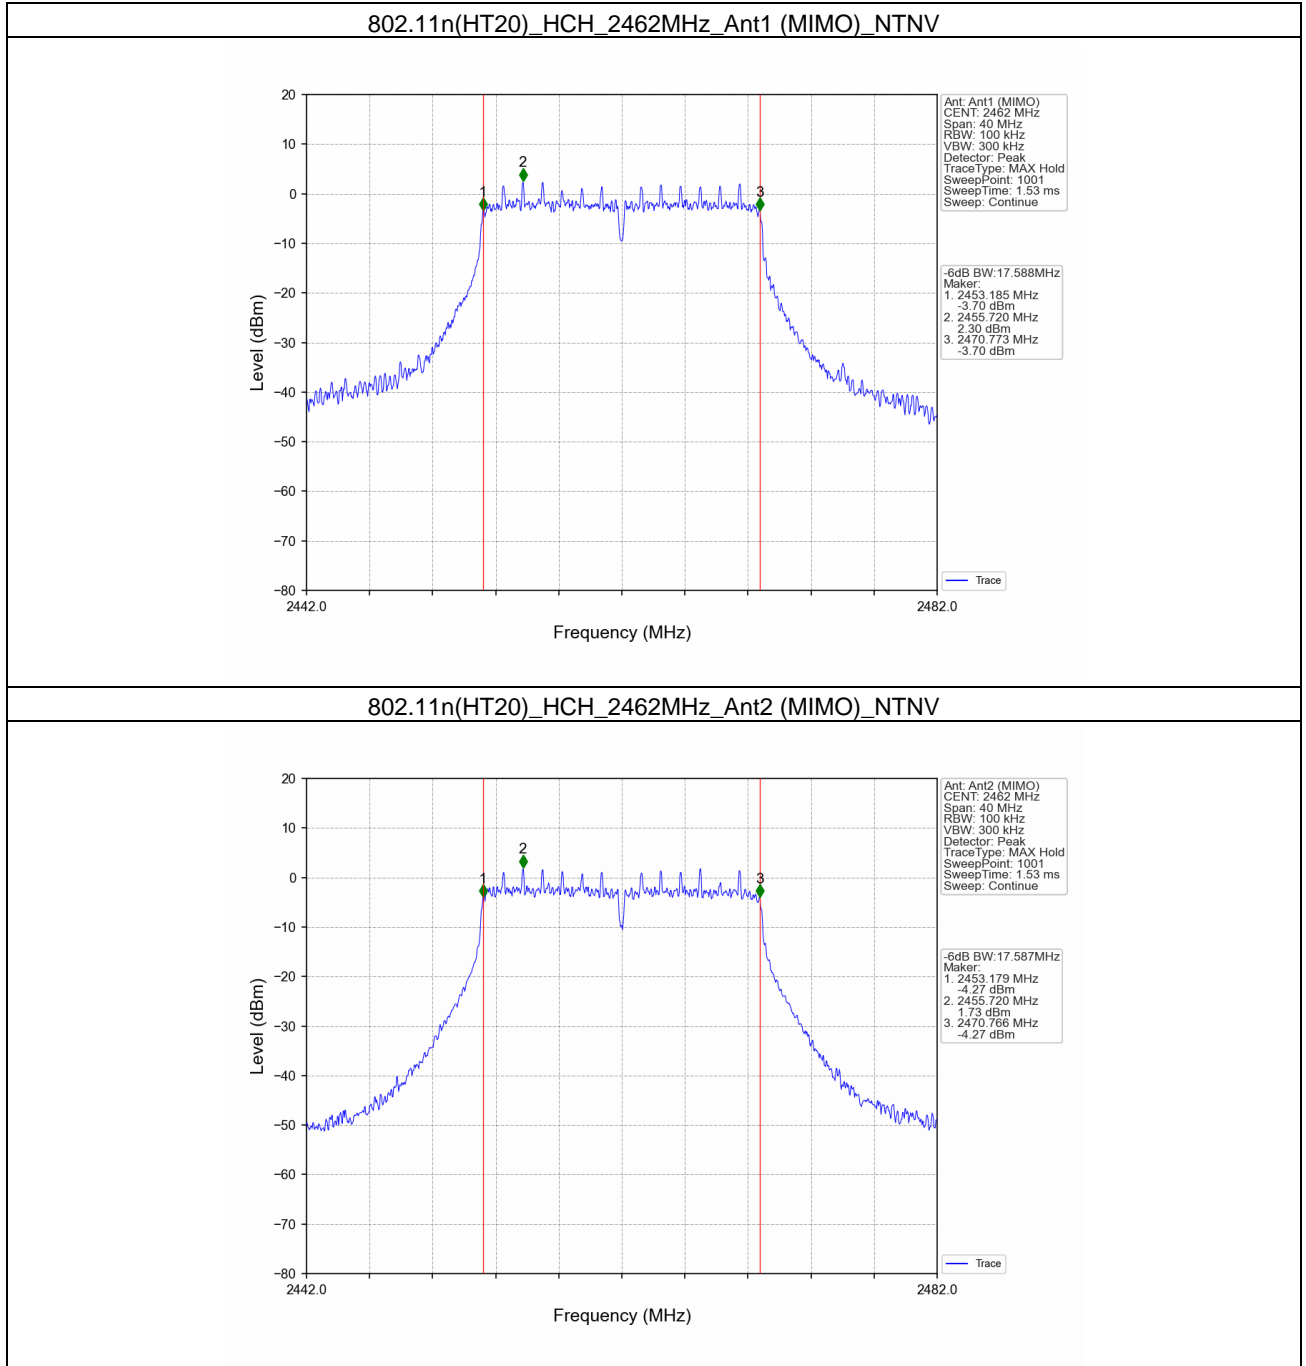 802.11n(HT20)_HCH_2462MHz_Ant1 (MIMO)_NTNV
20
10
0
−10
−20
−30
−40
−50
−60
−70
−80
Level (dBm)
2442.0
2482.0
Frequency (MHz)
1
2
3
Ant: Ant1 (MIMO)
CENT: 2462 MHz
Span: 40 MHz
RBW: 100 kHz
VBW: 300 kHz
Detector: Peak
TraceType: MAX Hold
SweepPoint: 1001
SweepTime: 1.53 ms
Sweep: Continue
-6dB BW:17.588MHz
Maker:
1. 2453.185 MHz
-3.70 dBm
2. 2455.720 MHz
2.30 dBm
3. 2470.773 MHz
-3.70 dBm
Trace
802.11n(HT20)_HCH_2462MHz_Ant2 (MIMO)_NTNV
20
10
0
−10
−20
−30
−40
−50
−60
−70
−80
Level (dBm)
2442.0
2482.0
Frequency (MHz)
1
2
3
Ant: Ant2 (MIMO)
CENT: 2462 MHz
Span: 40 MHz
RBW: 100 kHz
VBW: 300 kHz
Detector: Peak
TraceType: MAX Hold
SweepPoint: 1001
SweepTime: 1.53 ms
Sweep: Continue
-6dB BW:17.587MHz
Maker:
1. 2453.179 MHz
-4.27 dBm
2. 2455.720 MHz
1.73 dBm
3. 2470.766 MHz
-4.27 dBm
Trace